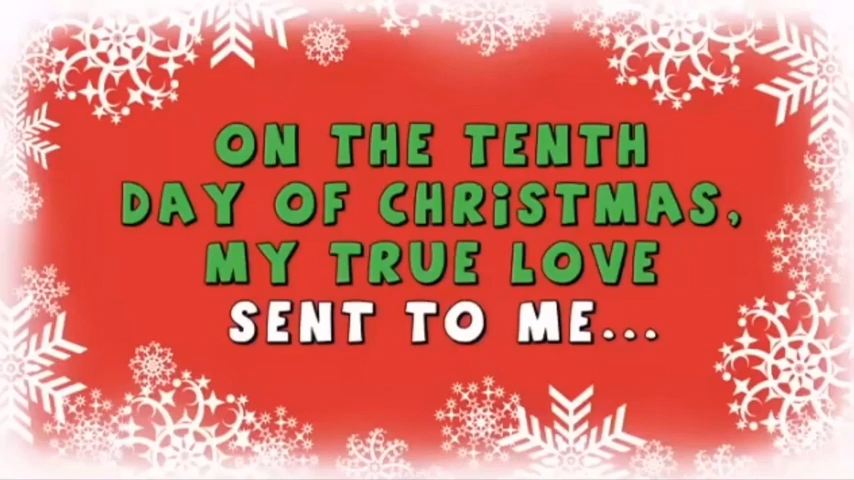 ON THE TENTH
DAY OF CHRiSTMAS,
MY TRUE LOVE
SENT TO ME...